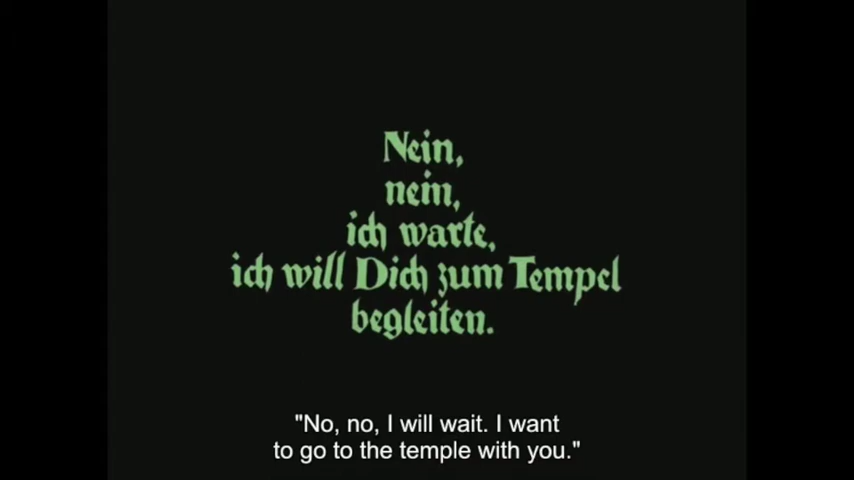 Nein,
nein,
ich warte,
ich will Dich zum Tempel
begleiten.
"No, no, I will wait. I want
to go to the temple with you."